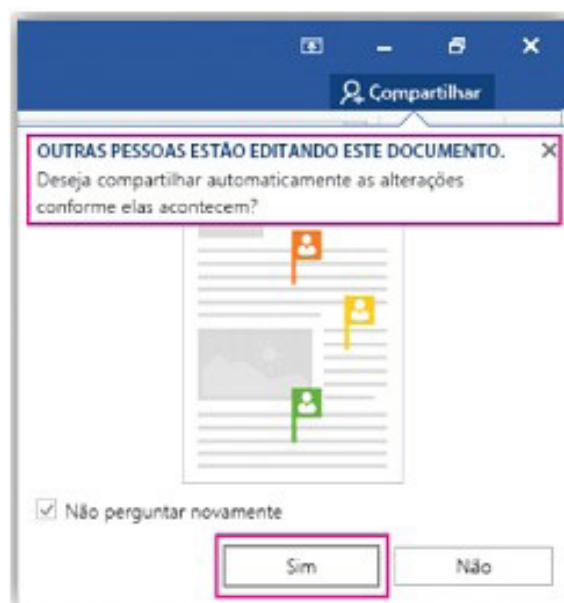 Compartilhar
OUTRAS PESSOAS ESTÃO EDITANDO ESTE DOCUMENTO.
Deseja compartilhar automaticamente as alterações
conforme elas acontecem?
Não perguntar novamente
Sim Não